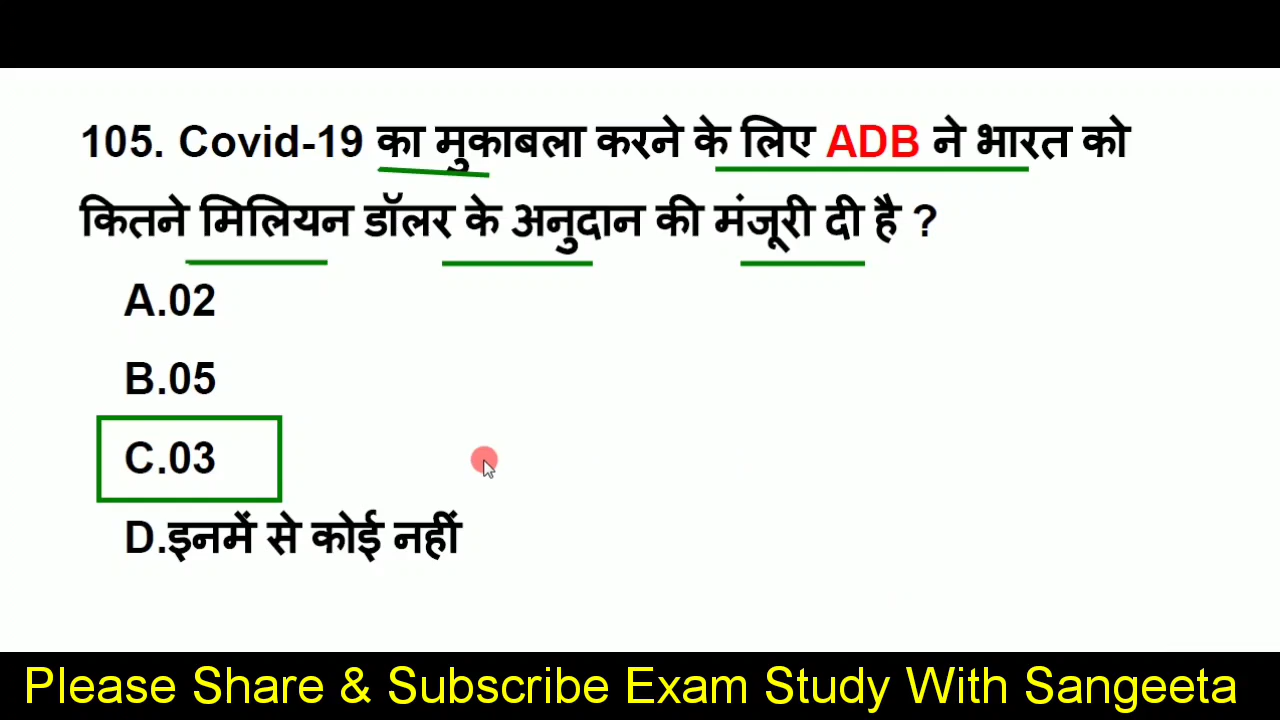 105. Covid-19 का मुकाबला करने के लिए ADB ने भारत को
कितने मिलियन डॉलर के अनुदान की मंजूरी दी है ?
A.02
B.05
C.03
D.इनमें से कोई नहीं
Please Share & Subscribe Exam Study With Sangeeta